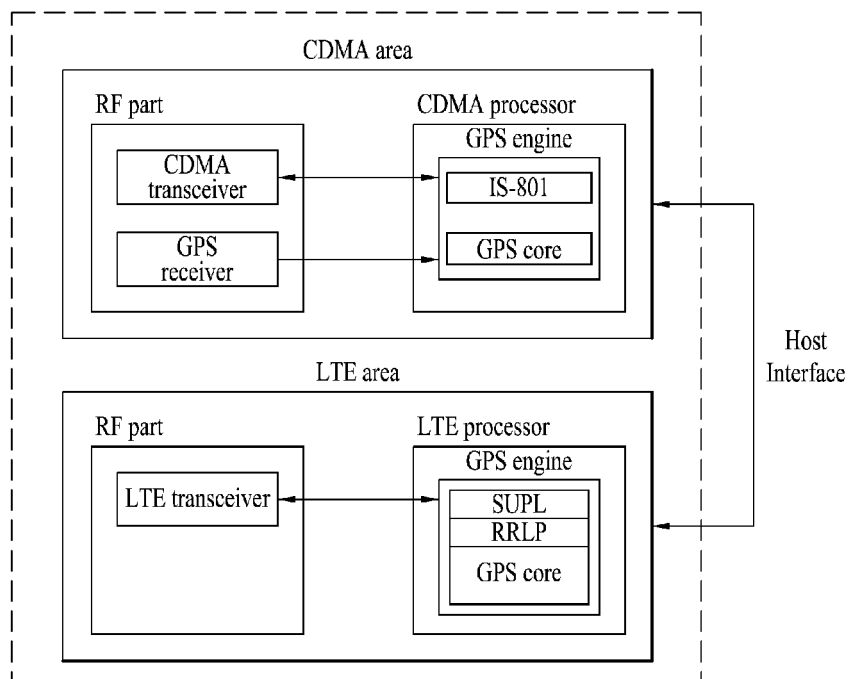 CDMA area
RF part
CDMA processor
GPS engine
CDMA
transceiver
IS-801
GPS
receiver
GPS core
Host
Interface
LTE area
RF part
LTE processor
GPS engine
LTE transceiver
SUPL
RRLP
GPS core